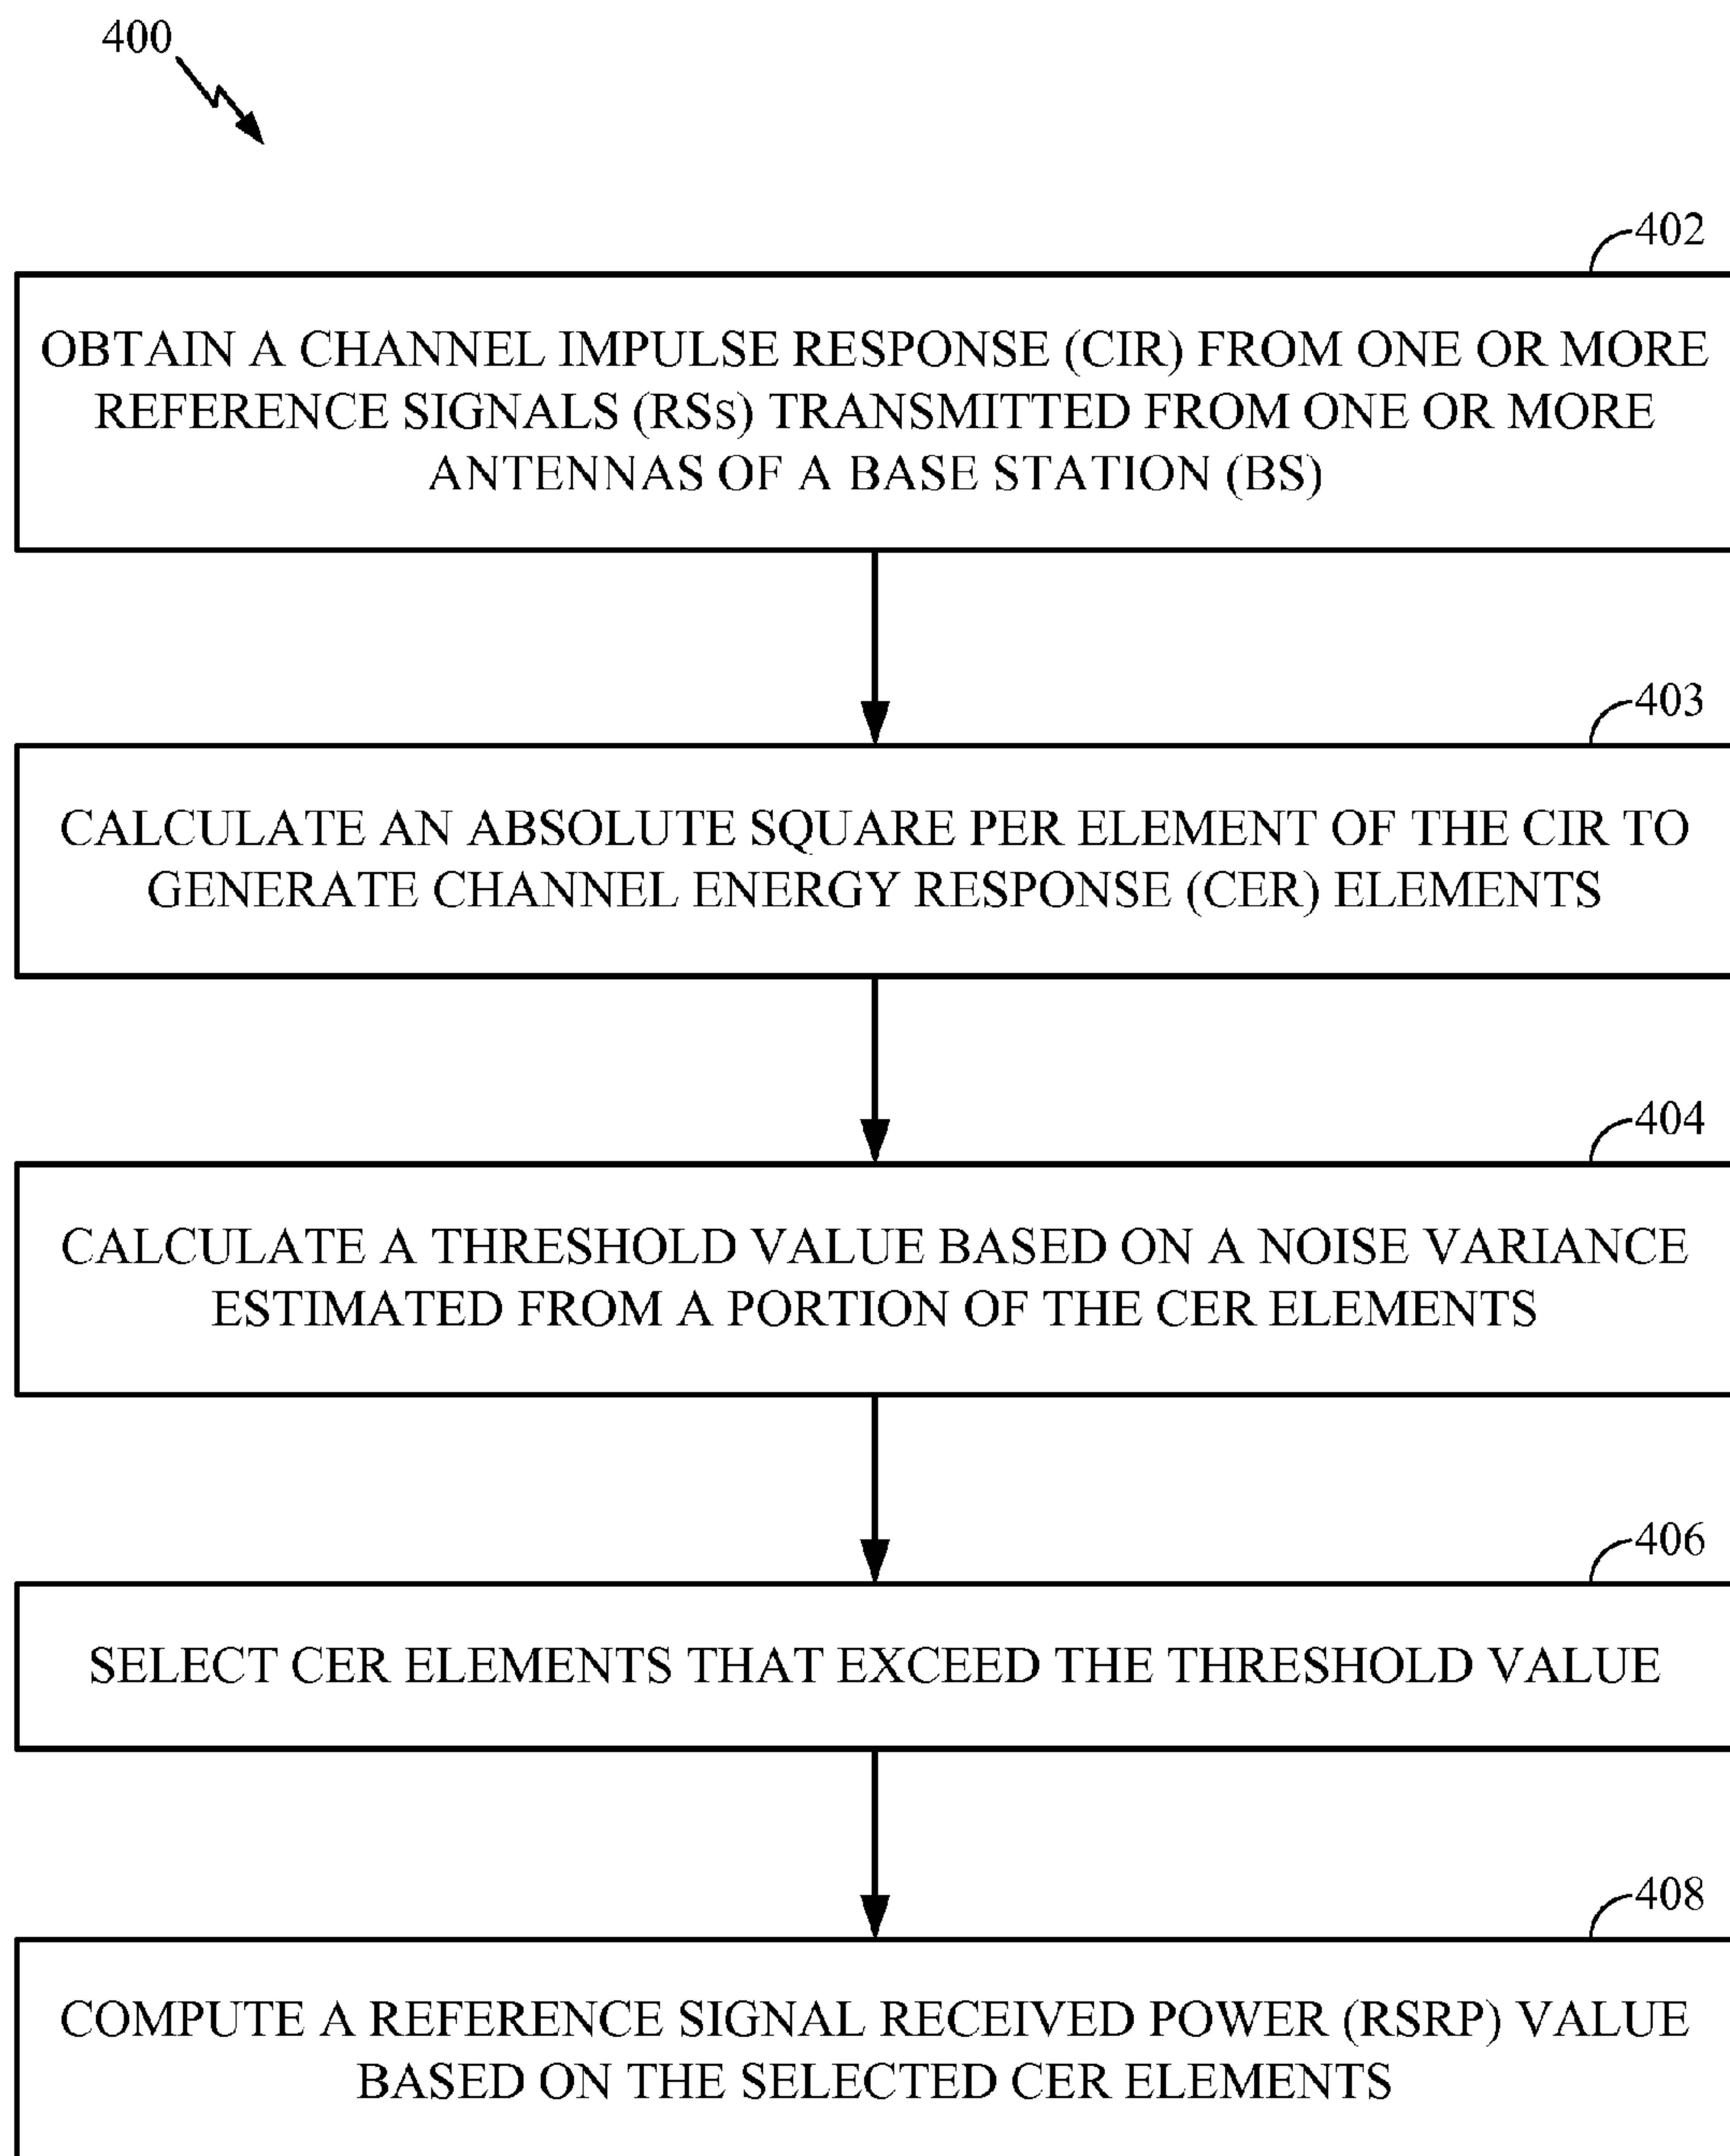 400
402
OBTAIN A CHANNEL IMPULSE RESPONSE (CIR) FROM ONE OR MORE
REFERENCE SIGNALS (RSs) TRANSMITTED FROM ONE OR MORE
ANTENNAS OF A BASE STATION (BS)
403
CALCULATE AN ABSOLUTE SQUARE PER ELEMENT OF THE CIR TO
GENERATE CHANNEL ENERGY RESPONSE (CER) ELEMENTS
404
CALCULATE A THRESHOLD VALUE BASED ON A NOISE VARIANCE
ESTIMATED FROM A PORTION OF THE CER ELEMENTS
406
SELECT CER ELEMENTS THAT EXCEED THE THRESHOLD VALUE
408
COMPUTE A REFERENCE SIGNAL RECEIVED POWER (RSRP) VALUE
BASED ON THE SELECTED CER ELEMENTS